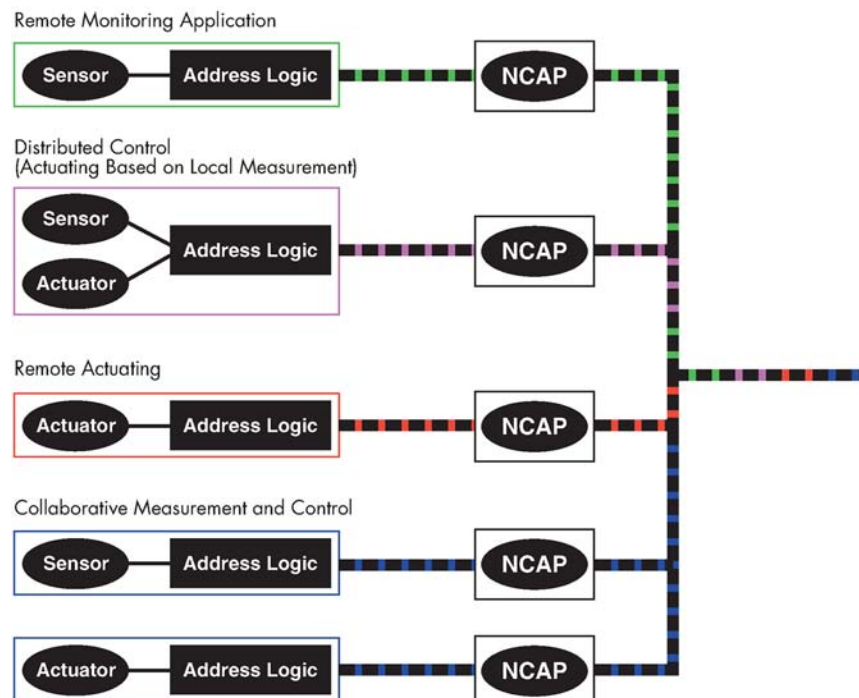 Remote Monitoring Application
Sensor Address Logic NCAP
Distributed Control
(Actuating Based on Local Measurement)
Sensor
Address Logic NCAP
Actuator
Remote Actuating
Actuator Address Logic NCAP
Collaborative Measurement and Control
Sensor Address Logic NCAP
Actuator Address Logic NCAP